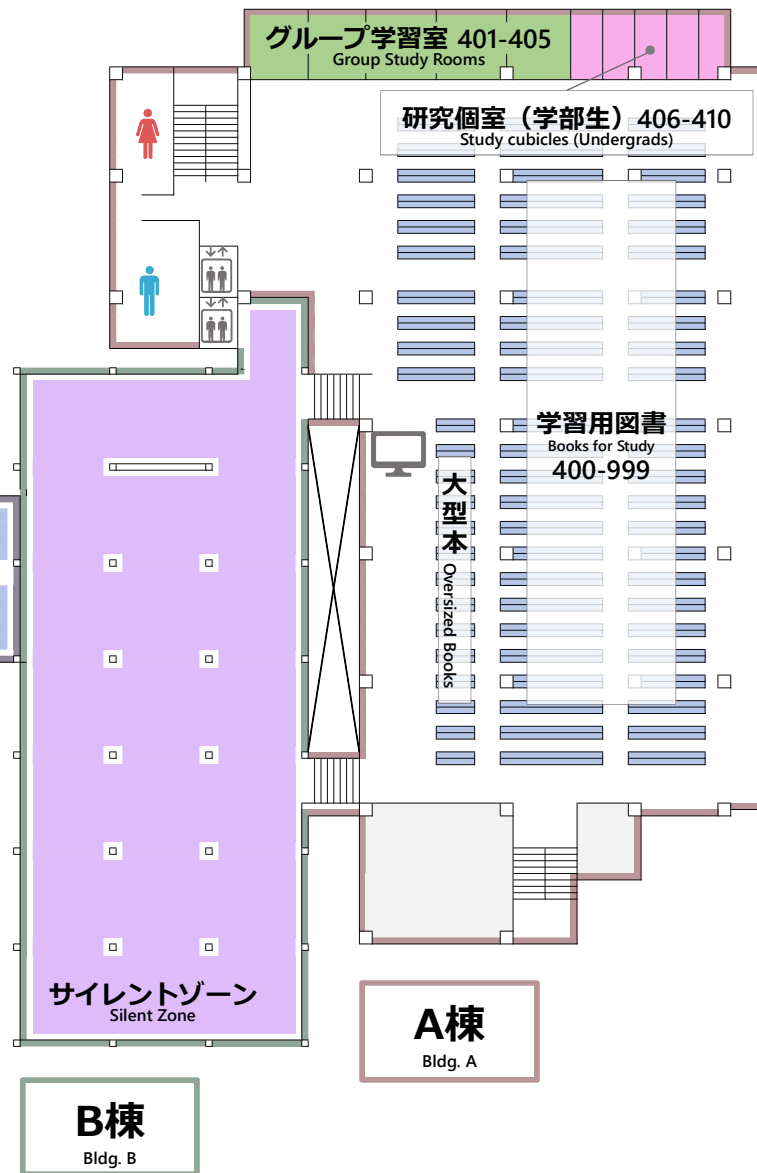 グループ学習室 401-405
Group Study Rooms
研究個室（学部生）406-410
Study cubicles (Undergrads)
学習用図書
Books for Study
400-999
大型本 Oversized Books
サイレントゾーン
Silent Zone
A棟
Bldg. A
B棟
Bldg. B